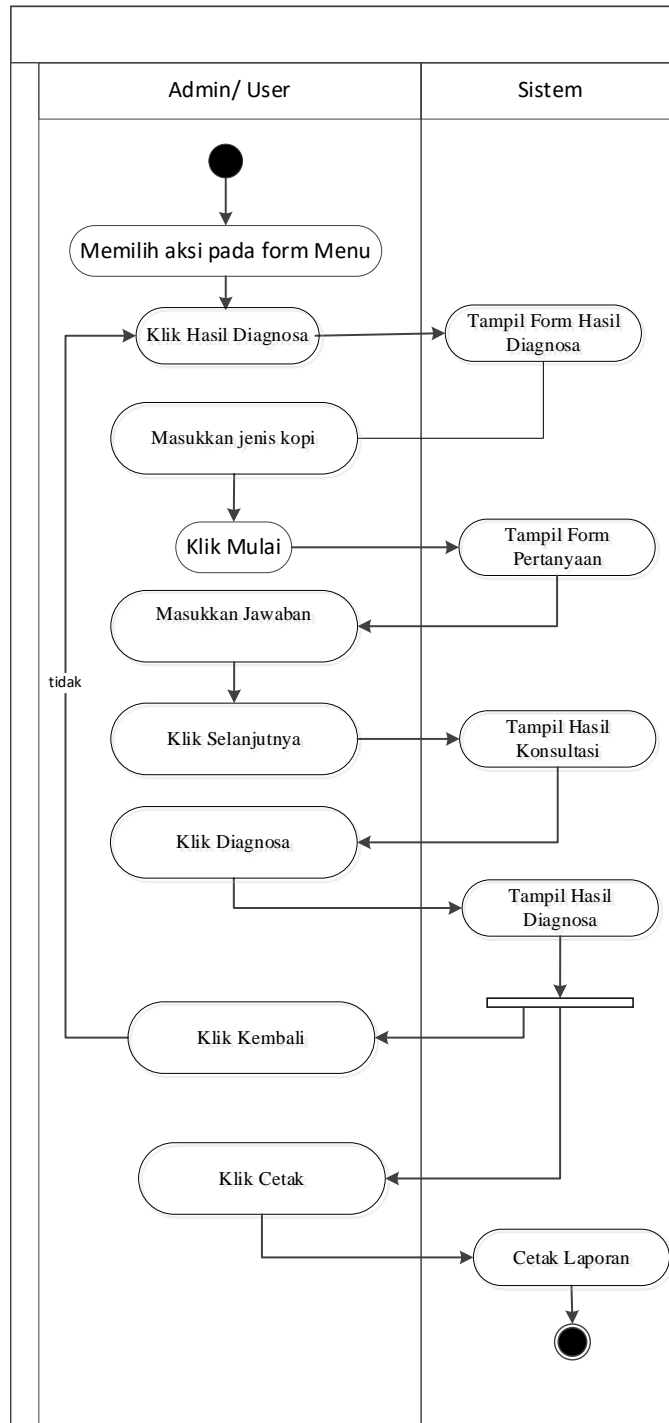 Admin/ User
Sistem
Memilih aksi pada form Menu
Klik Hasil Diagnosa
Tampil Form Hasil
Diagnosa
Masukkan jenis kopi
Klik Mulai
Tampil Form
Pertanyaan
Masukkan Jawaban
tidak
Klik Selanjutnya
Tampil Hasil
Konsultasi
Klik Diagnosa
Tampil Hasil
Diagnosa
Klik Kembali
Klik Cetak
Cetak Laporan